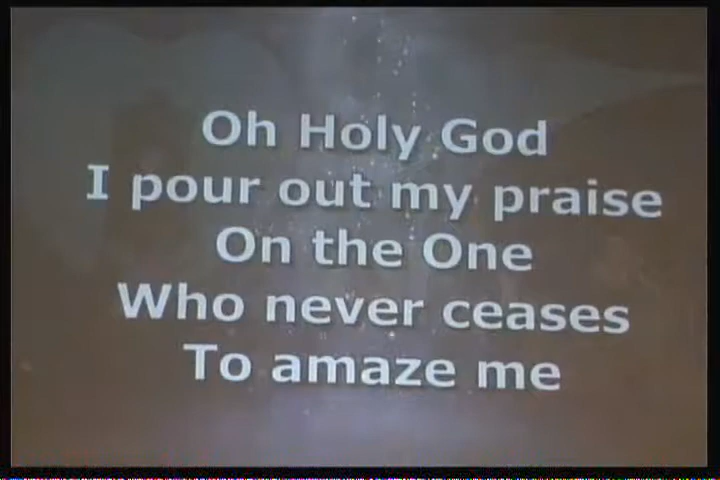 Oh Holy God
I pour out my praise
On the One
Who never ceases
To amaze me